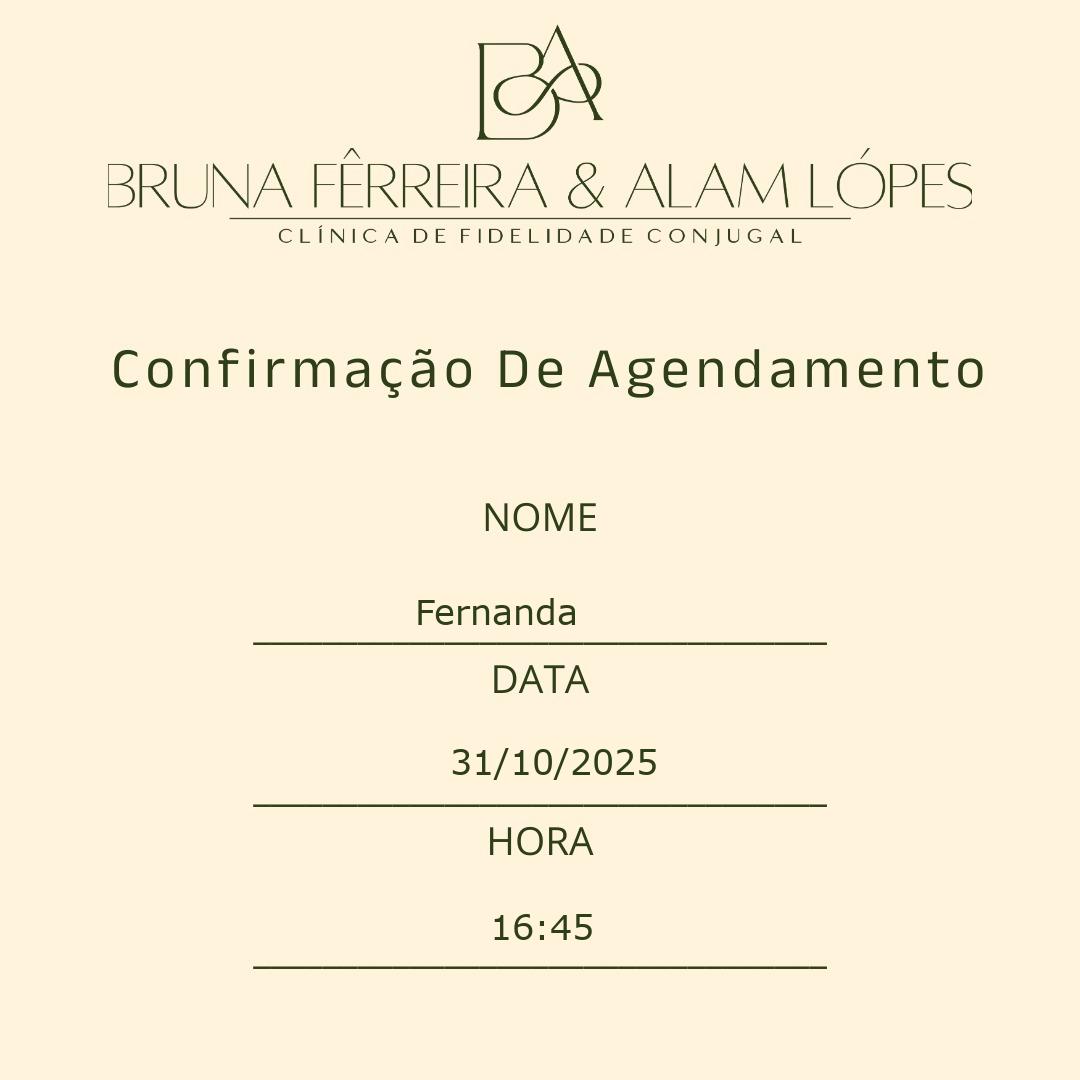 BA
BRUNA FÊRREIRA & ALAM LÓPES
CLÍNICA DE FIDELIDADE CONJUGAL
Confirmação De Agendamento
NOME
Fernanda
DATA
31/10/2025
HORA
16:45